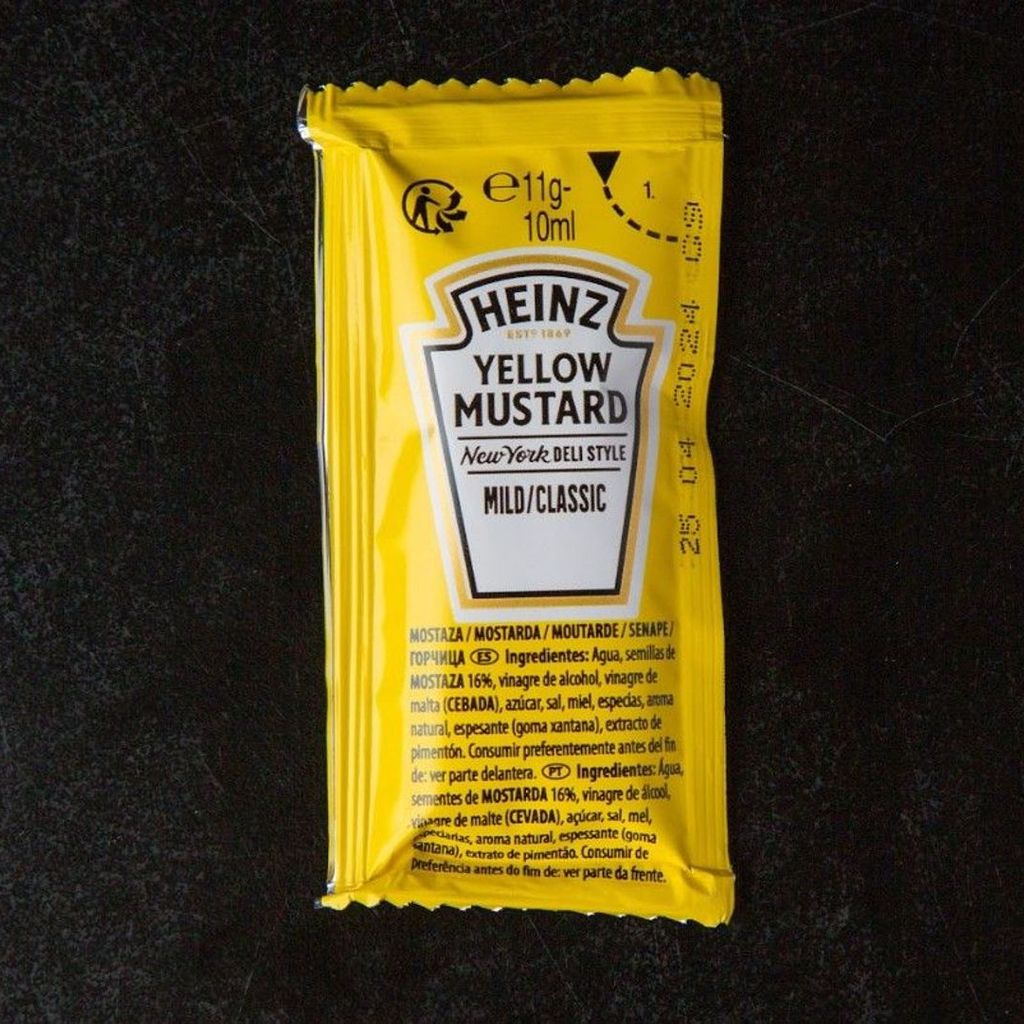 ℮11g-
10ml
1.
HEINZ
ESTD 1869
YELLOW
MUSTARD
New York DELI STYLE
MILD/CLASSIC
25 04 2024
MOSTAZA / MOSTARDA / MOUTARDE / SENAPE /
ГОРЧИЦА ES Ingredientes: Agua, semillas de
MOSTAZA 16%, vinagre de alcohol, vinagre de
malta (CEBADA), azúcar, sal, miel, especias, aroma
natural, espesante (goma xantana), extracto de
pimentón. Consumir preferentemente antes del fin
de: ver parte delantera. PT Ingredientes: Água,
sementes de MOSTARDA 16%, vinagre de álcool,
vinagre de malte (CEVADA), açúcar, sal, mel,
especiarias, aroma natural, espessante (goma
xantana), extrato de pimentão. Consumir de
preferência antes do fim de: ver parte da frente.